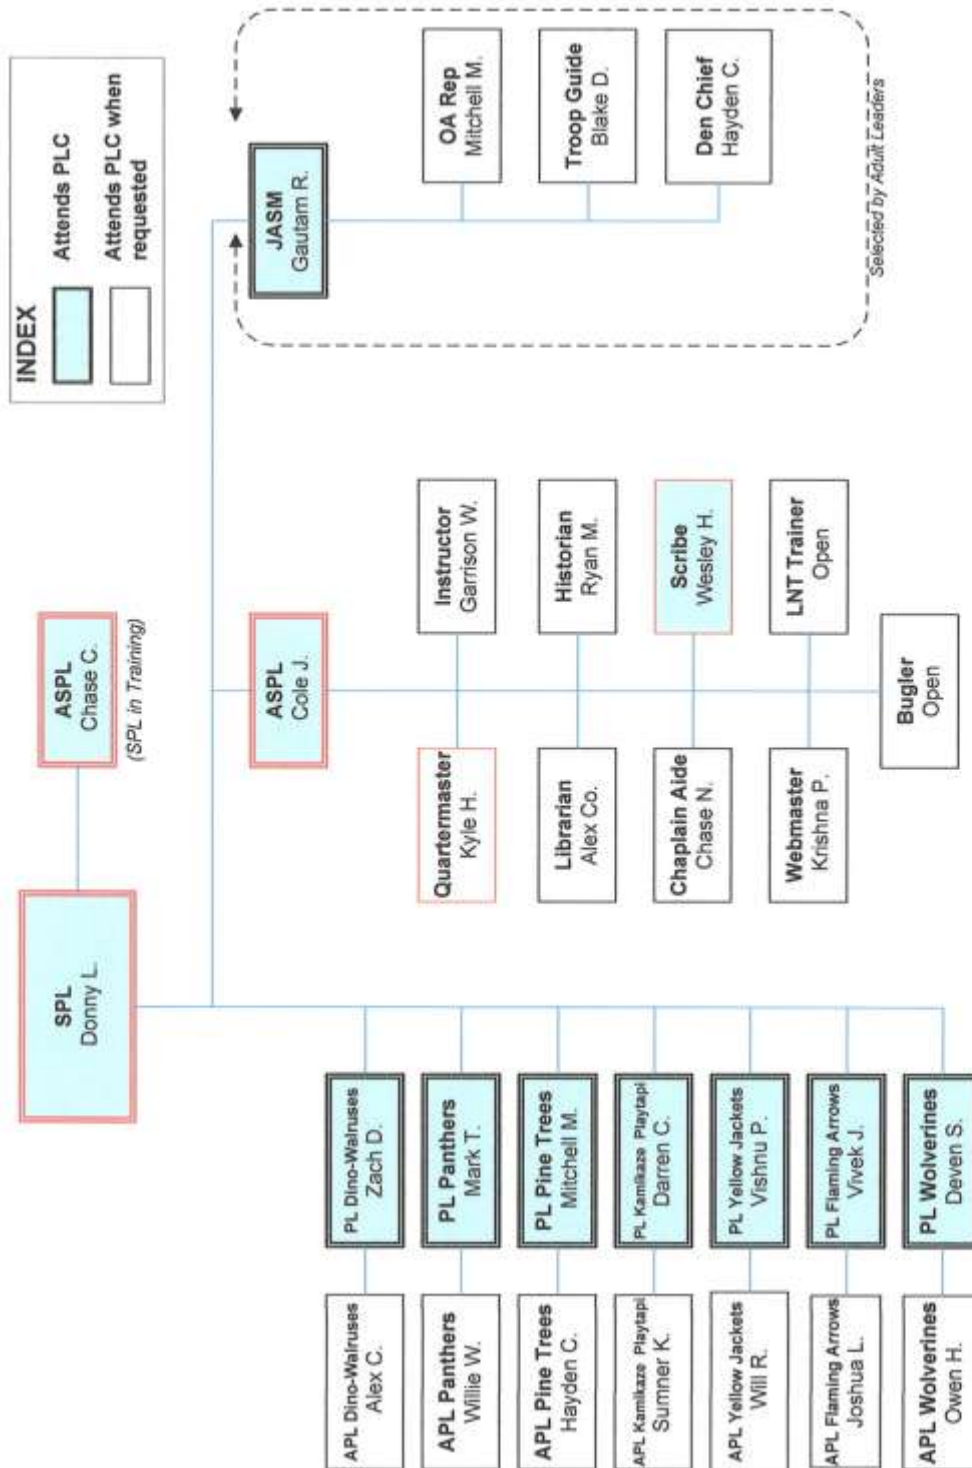 SPL
Donny L.
ASPL
Chase C.
(SPL in Training)
INDEX
Attends PLC
Attends PLC when
requested
ASPL
Cole J.
JASM
Gautam R.
PL Dino-Walruses
Zach D.
APL Dino-Walruses
Alex C.
PL Panthers
Mark T.
APL Panthers
Willie W.
PL Pine Trees
Mitchell M.
APL Pine Trees
Hayden C.
PL Kamikaze Playtapi
Darren C.
APL Kamikaze Playtapi
Sumner K.
PL Yellow Jackets
Vishnu P.
APL Yellow Jackets
Will R.
PL Flaming Arrows
Vivek J.
APL Flaming Arrows
Joshua L.
PL Wolverines
Deven S.
APL Wolverines
Owen H.
Quartermaster
Kyle H.
Instructor
Garrison W.
Librarian
Alex Co.
Historian
Ryan M.
Chaplain Aide
Chase N.
Scribe
Wesley H.
Webmaster
Krishna P.
LNT Trainer
Open
Bugler
Open
OA Rep
Mitchell M.
Troop Guide
Blake D.
Den Chief
Hayden C.
Selected by Adult Leaders